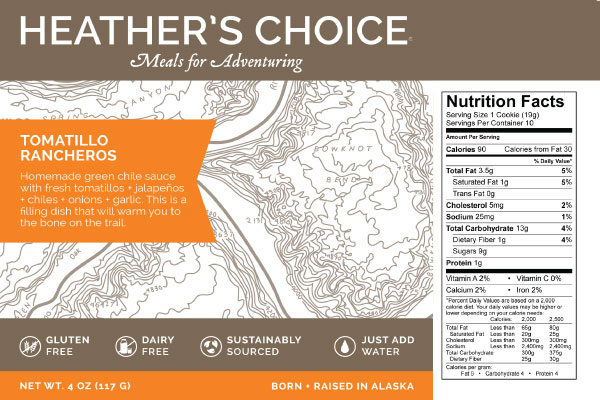 HEATHER'S CHOICE
Meals for Adventuring
TOMATILLO
RANCHEROS
Homemade green chile sauce
with fresh tomatillos + jalapeños
+ chiles + onions + garlic. This is a
filling dish that will warm you to
the bone on the trail.
BOWKNOT
BEND
GLUTEN
FREE
DAIRY
FREE
SUSTAINABLY
SOURCED
JUST ADD
WATER
NET WT. 4 OZ (117 G)
BORN + RAISED IN ALASKA
Nutrition Facts
Serving Size 1 Cookie (19g)
Servings Per Container 10
Amount Per Serving
Calories 90 Calories from Fat 30
% Daily Value*
Total Fat 3.5g 5%
Saturated Fat 1g 5%
Trans Fat 0g
Cholesterol 5mg 2%
Sodium 25mg 1%
Total Carbohydrate 13g 4%
Dietary Fiber 1g 4%
Sugars 9g
Protein 1g
Vitamin A 2% • Vitamin C 0%
Calcium 2% • Iron 2%
*Percent Daily Values are based on a 2,000
calorie diet. Your daily values may be higher or
lower depending on your calorie needs:
Calories: 2,000 2,500
Total Fat Less than 65g 80g
Saturated Fat Less than 20g 25g
Cholesterol Less than 300mg 300mg
Sodium Less than 2,400mg 2,400mg
Total Carbohydrate 300g 375g
Dietary Fiber 25g 30g
Calories per gram:
Fat 9 • Carbohydrate 4 • Protein 4